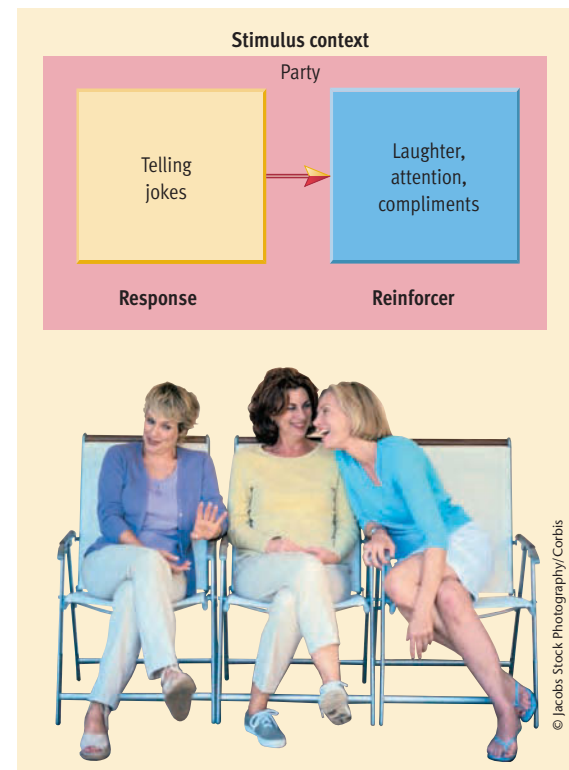 Stimulus context
Party
Telling
jokes
Laughter,
attention,
compliments
Response
Reinforcer
© Jacobs Stock Photography/Corbis